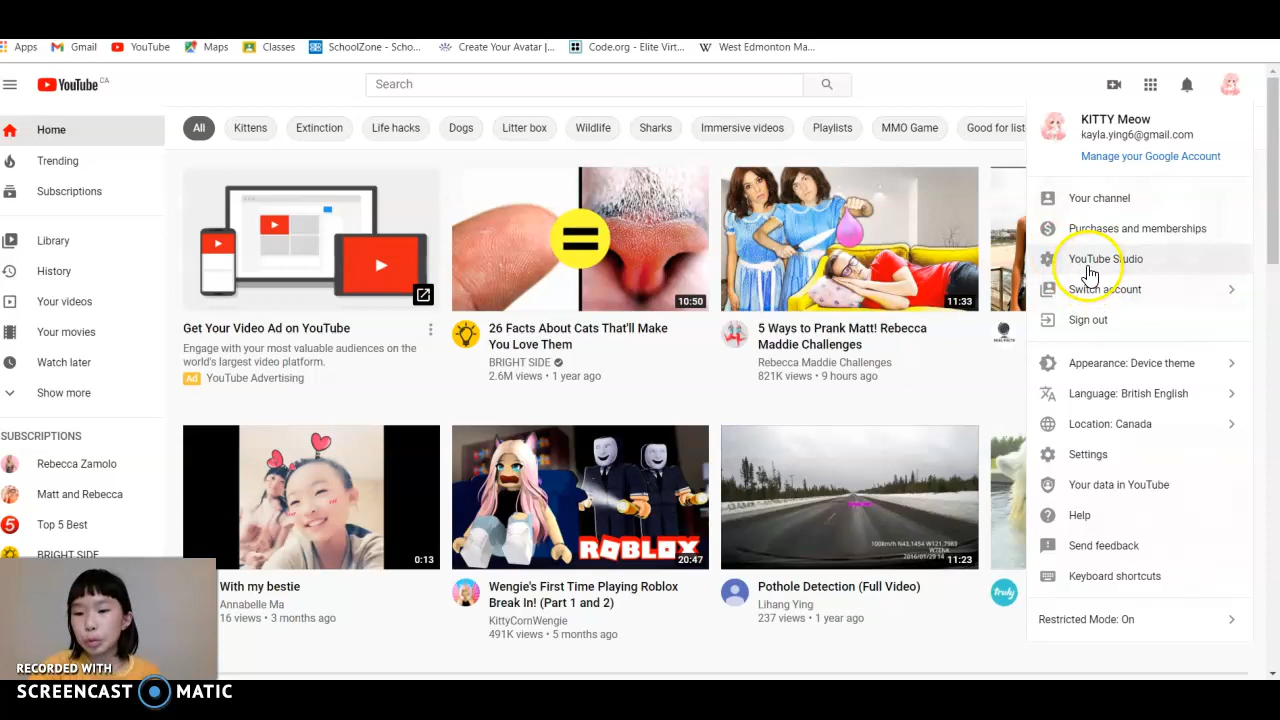 Apps Gmail YouTube Maps Classes SchoolZone - Scho... Create Your Avatar |... Code.org - Elite Virt... West Edmonton Ma...
YouTube CA
Search
All Kittens Extinction Life hacks Dogs Litter box Wildlife Sharks Immersive videos Playlists MMO Game Good for list
Home
Trending
Subscriptions
Library
History
Your videos
Your movies
Watch later
Show more
SUBSCRIPTIONS
Rebecca Zamolo
Matt and Rebecca
Top 5 Best
BRIGHT SIDE
Get Your Video Ad on YouTube
Engage with your most valuable audiences on the
world's largest video platform.
Ad YouTube Advertising
10:50
26 Facts About Cats That'll Make
You Love Them
BRIGHT SIDE
2.6M views • 1 year ago
11:33
5 Ways to Prank Matt! Rebecca
Maddie Challenges
Rebecca Maddie Challenges
821K views • 9 hours ago
0:13
With my bestie
Annabelle Ma
16 views • 3 months ago
ROBLOX
20:47
Wengie's First Time Playing Roblox
Break In! (Part 1 and 2)
KittyCornWengie
491K views • 5 months ago
11:23
Pothole Detection (Full Video)
Lihang Ying
237 views • 1 year ago
truly
KITTY Meow
kayla.ying6@gmail.com
Manage your Google Account
Your channel
Purchases and memberships
YouTube Studio
Switch account
Sign out
Appearance: Device theme
Language: British English
Location: Canada
Settings
Your data in YouTube
Help
Send feedback
Keyboard shortcuts
Restricted Mode: On
RECORDED WITH
SCREENCAST MATIC